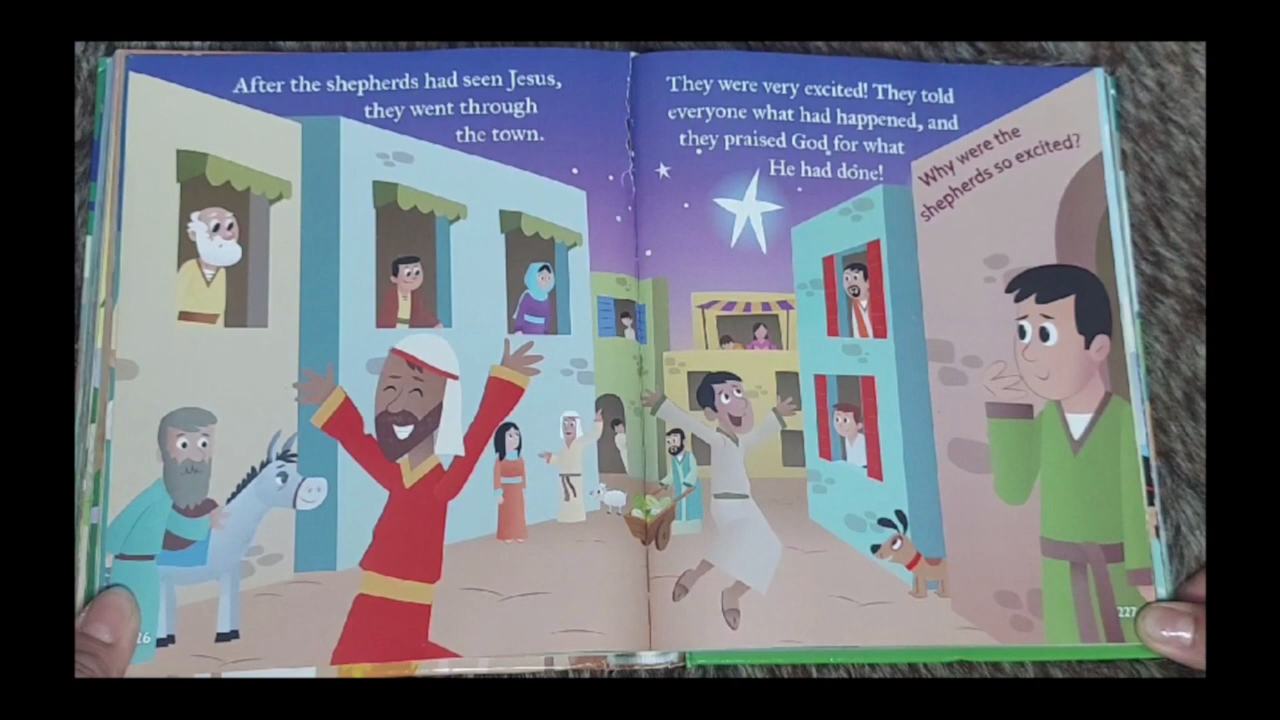 After the shepherds had seen Jesus,
they went through
the town.
They were very excited! They told
everyone what had happened, and
they praised God for what
He had done!
Why were the
shepherds so excited?
26
227